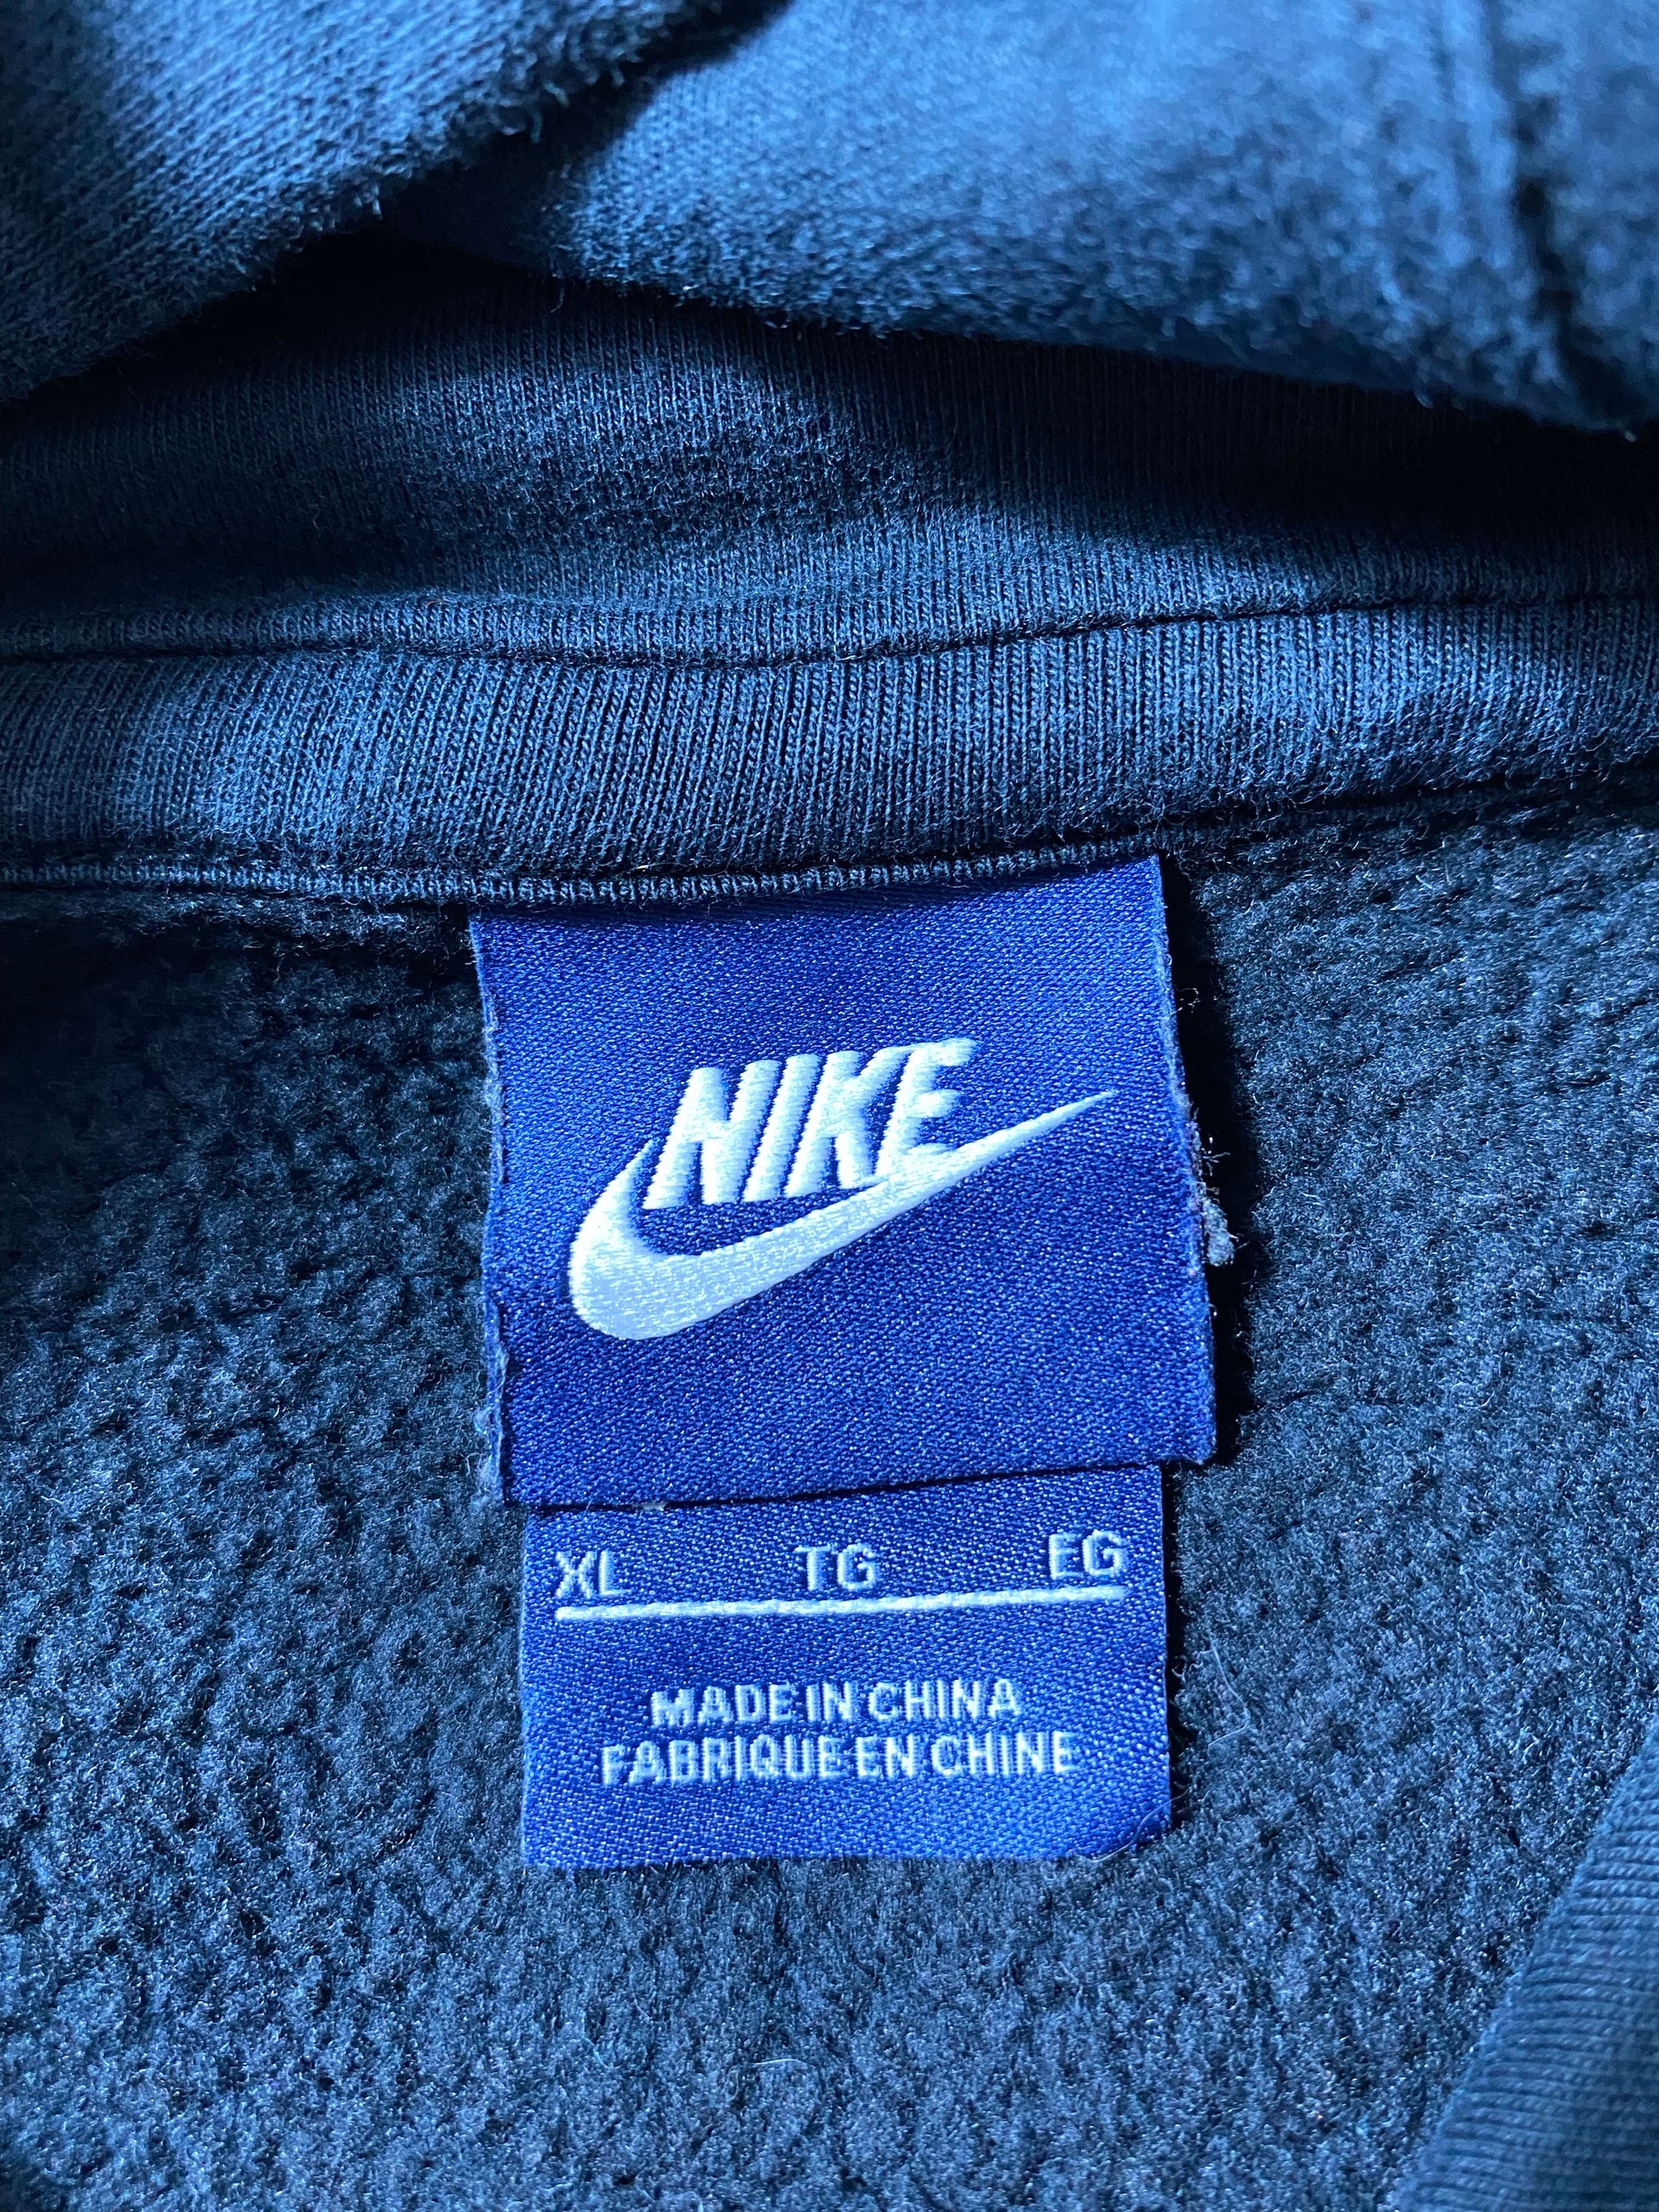 NIKE
XL TG EG
MADE IN CHINA
FABRIQUE EN CHINE